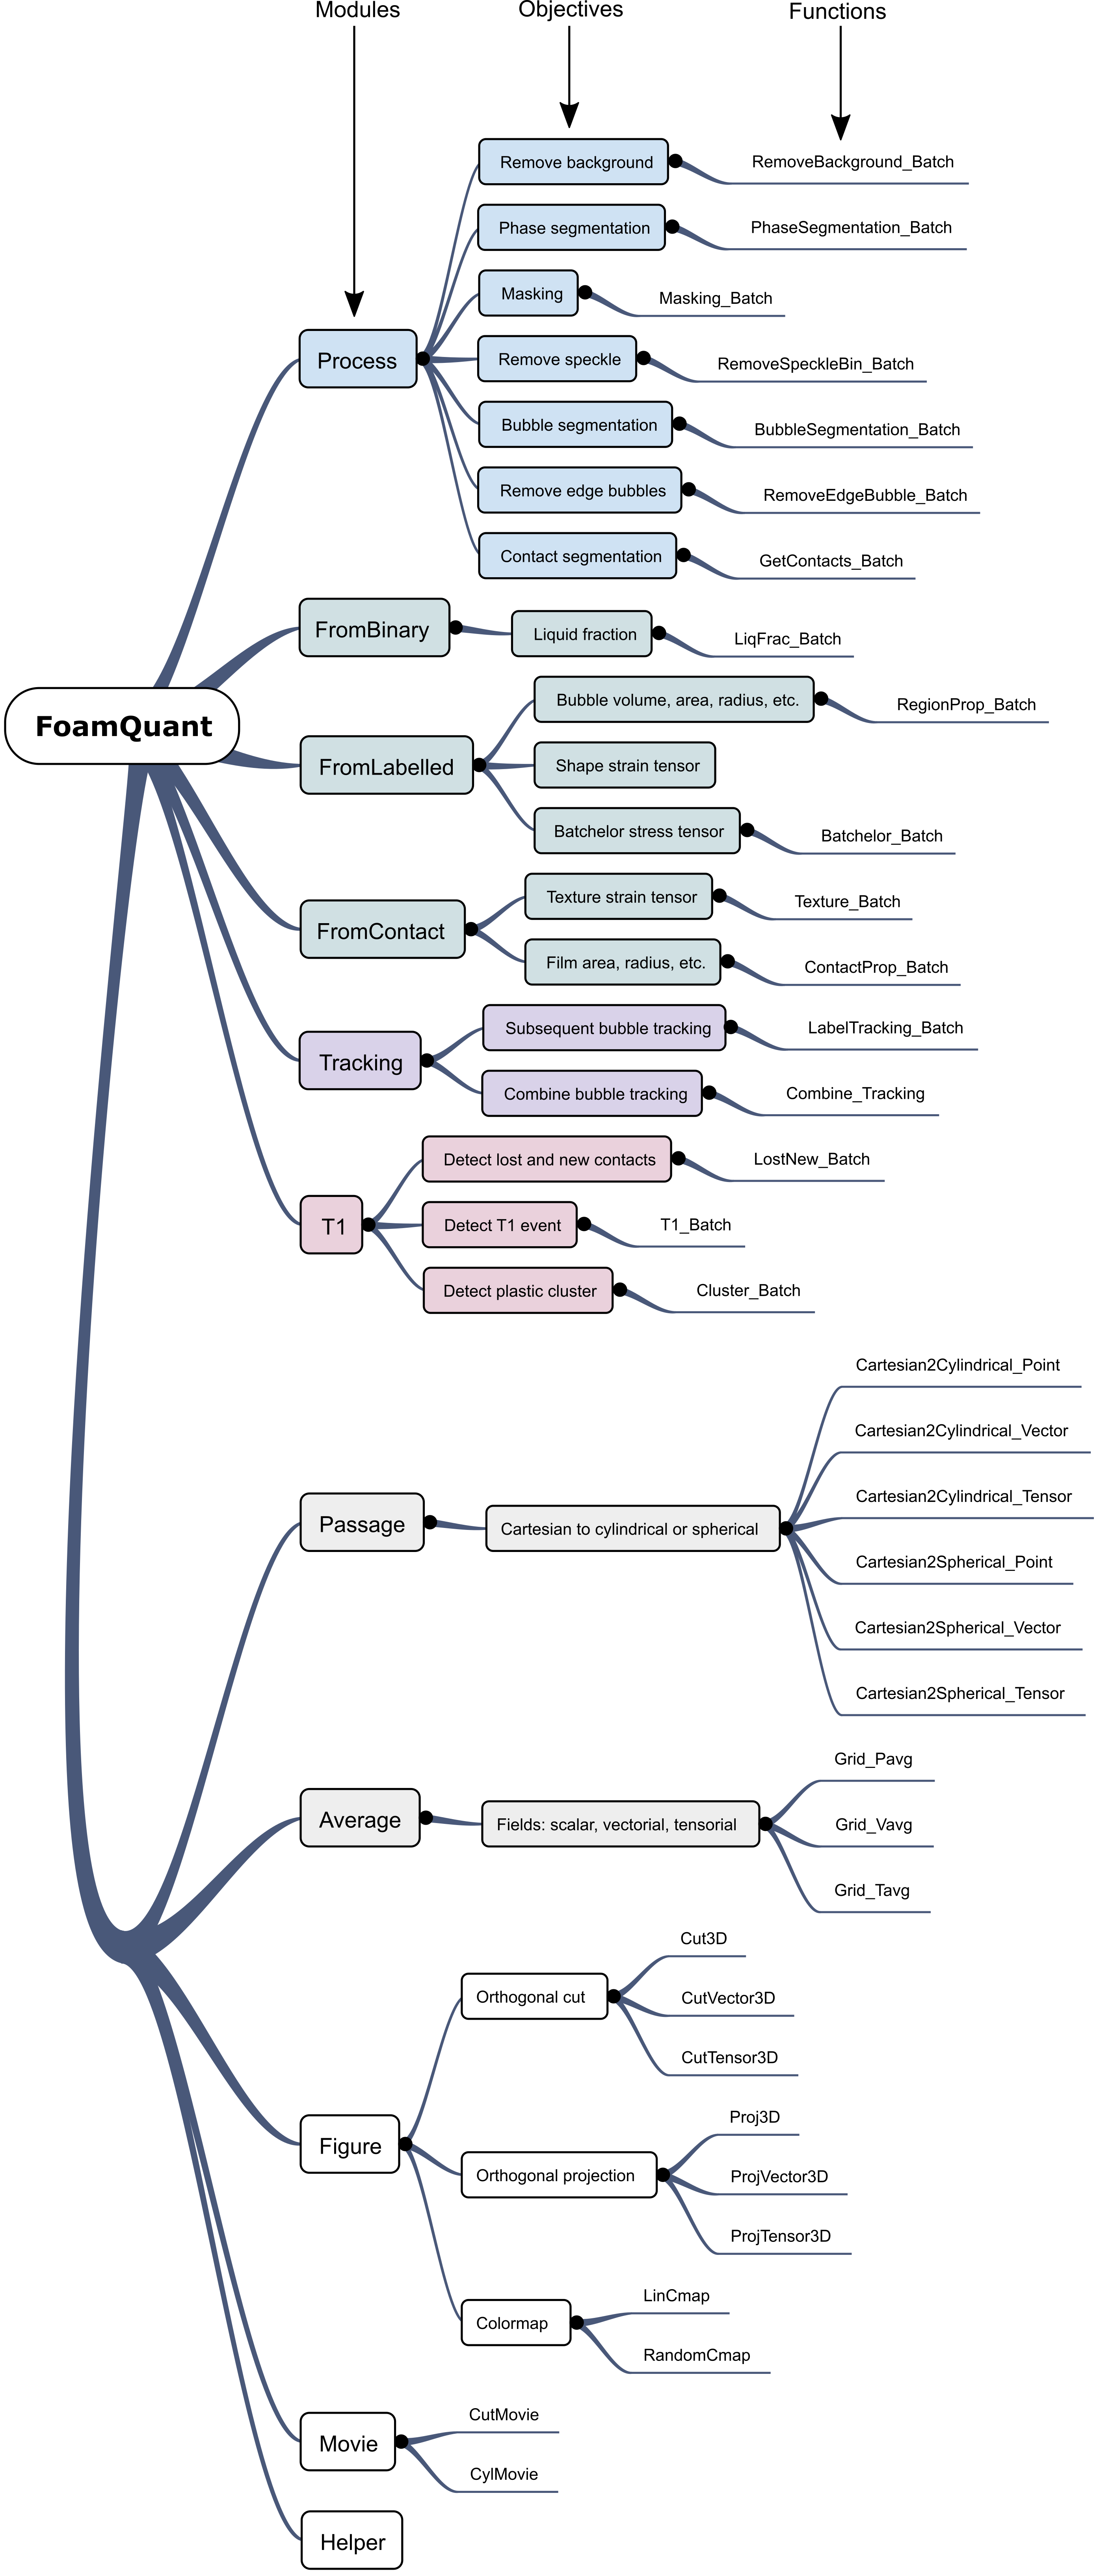 Modules
Objectives
Functions
Remove background
RemoveBackground_Batch
Phase segmentation
PhaseSegmentation_Batch
Masking
Masking_Batch
Process
Remove speckle
RemoveSpeckleBin_Batch
Bubble segmentation
BubbleSegmentation_Batch
Remove edge bubbles
RemoveEdgeBubble_Batch
Contact segmentation
GetContacts_Batch
FromBinary
Liquid fraction
LiqFrac_Batch
FoamQuant
Bubble volume, area, radius, etc.
RegionProp_Batch
FromLabelled
Shape strain tensor
Batchelor stress tensor
Batchelor_Batch
FromContact
Texture strain tensor
Texture_Batch
Film area, radius, etc.
ContactProp_Batch
Tracking
Subsequent bubble tracking
LabelTracking_Batch
Combine bubble tracking
Combine_Tracking
T1
Detect lost and new contacts
LostNew_Batch
Detect T1 event
T1_Batch
Detect plastic cluster
Cluster_Batch
Passage
Cartesian to cylindrical or spherical
Cartesian2Cylindrical_Point
Cartesian2Cylindrical_Vector
Cartesian2Cylindrical_Tensor
Cartesian2Spherical_Point
Cartesian2Spherical_Vector
Cartesian2Spherical_Tensor
Average
Fields: scalar, vectorial, tensorial
Grid_Pavg
Grid_Vavg
Grid_Tavg
Figure
Orthogonal cut
Cut3D
CutVector3D
CutTensor3D
Orthogonal projection
Proj3D
ProjVector3D
ProjTensor3D
Colormap
LinCmap
RandomCmap
Movie
CutMovie
CylMovie
Helper